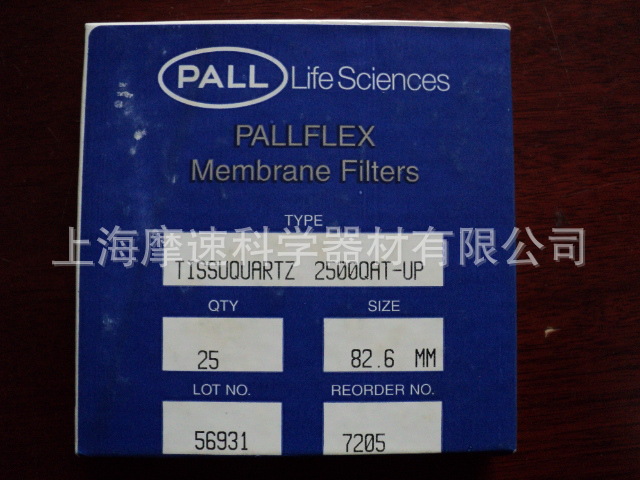 PALL Life Sciences
PALLFLEX
Membrane Filters
TYPE
上海摩速科学器材有限公司
TISSUQUARTZ 2500QAT-UP
QTY SIZE
25 82.6 MM
LOT NO. REORDER NO.
56931 7205